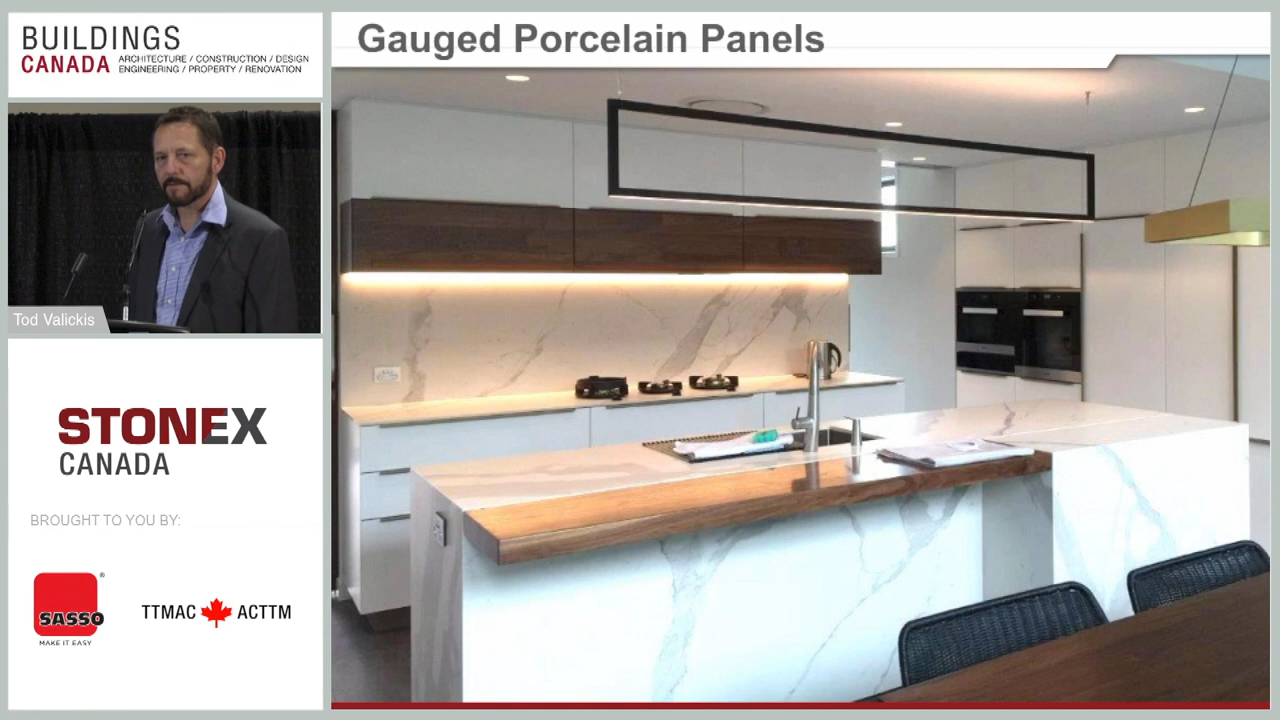 BUILDINGS
CANADA
ARCHITECTURE / CONSTRUCTION / DESIGN
ENGINEERING / PROPERTY / RENOVATION
Gauged Porcelain Panels
Tod Valickis
STONEX
CANADA
BROUGHT TO YOU BY:
SASSO®
MAKE IT EASY
TTMAC ACTTM